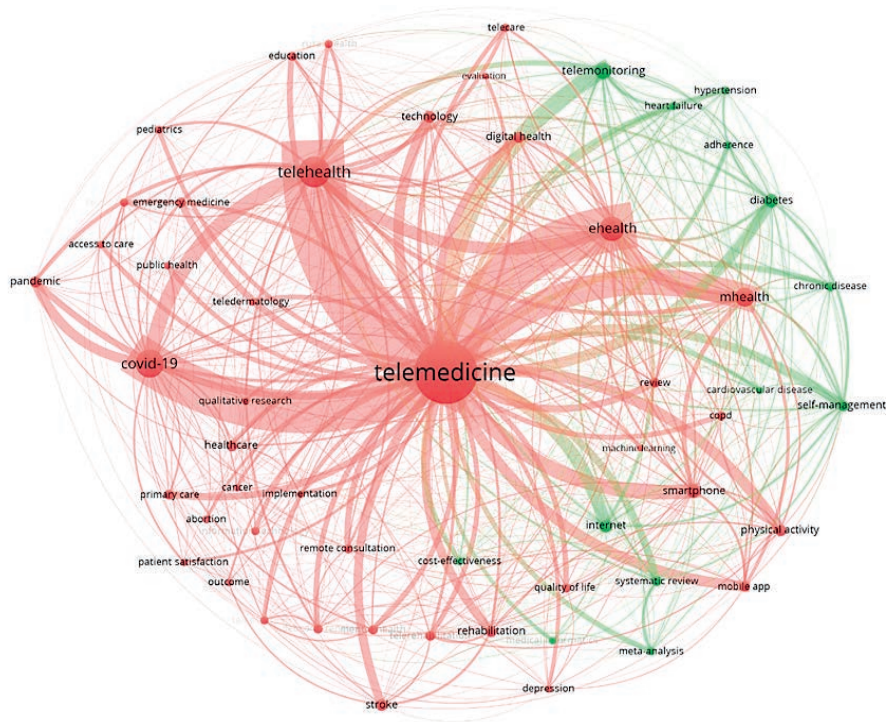 telecare
education
telemonitoring
evaluation
hypertension
heart failure
technology
pediatrics
digital health
adherence
telehealth
diabetes
emergency medicine
ehealth
access to care
public health
pandemic
chronic disease
mhealth
teledermatology
covid-19
telemedicine
review
cardiovascular disease
qualitative research
self-management
copd
healthcare
machine learning
cancer
primary care
implementation
smartphone
abortion
internet
physical activity
remote consultation
patient satisfaction
cost-effectiveness
outcome
systematic review
quality of life
mobile app
rehabilitation
meta-analysis
depression
stroke